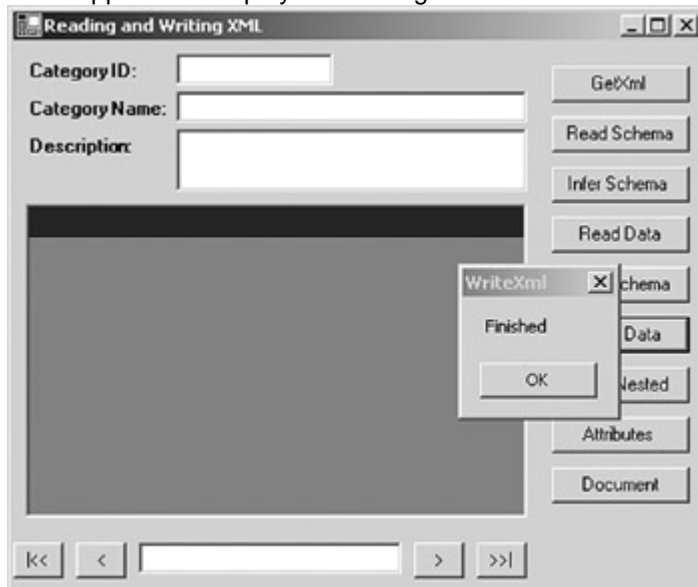 Reading and Writing XML
Category ID:
Category Name:
Description:
GetXml
Read Schema
Infer Schema
Read Data
chema
Data
Nested
Attributes
Document
WriteXml
Finished
OK
|<<
<
>
>>|